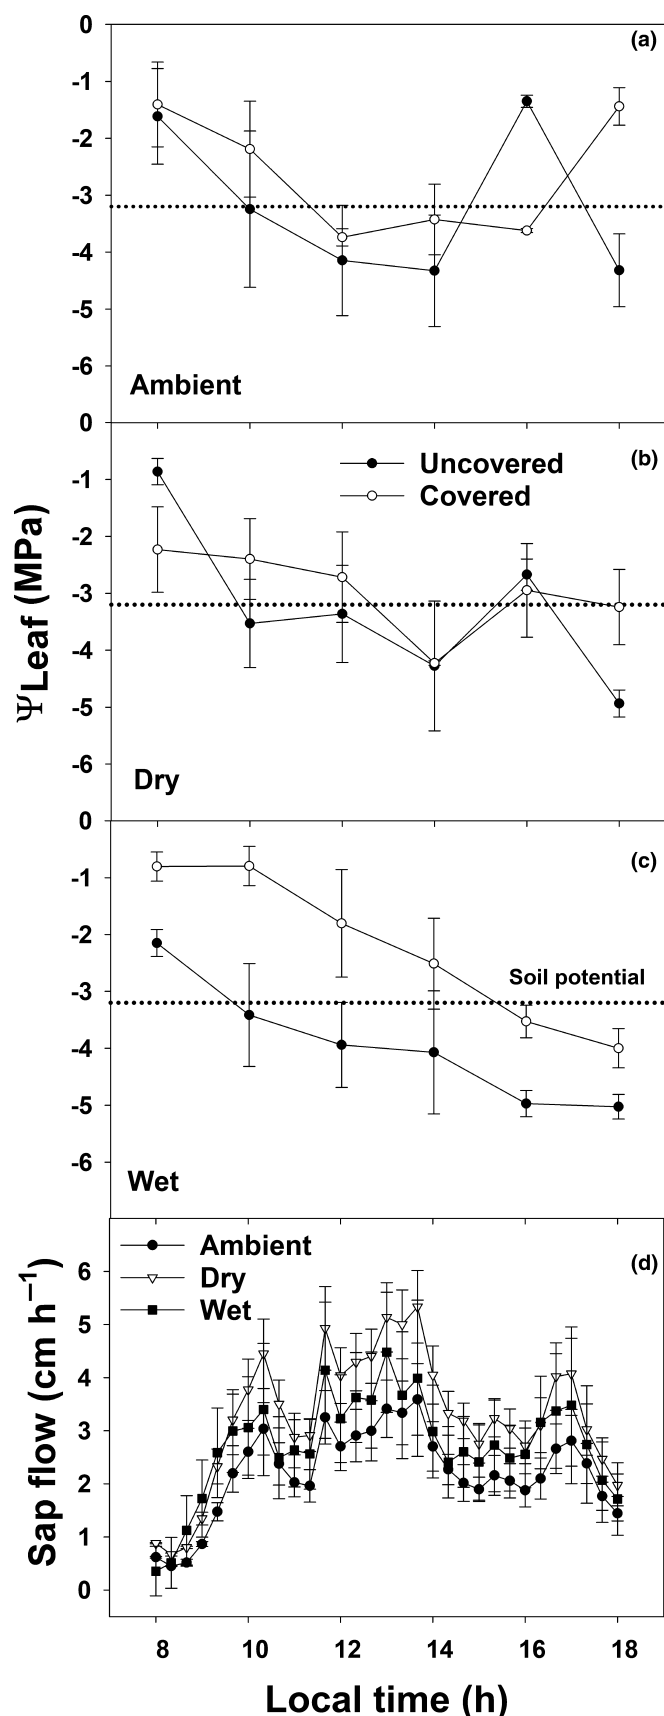 0
(a)
-1
-2
-3
-4
-5
-6
Ambient
0
(b)
Uncovered
-1
Covered
-2
-3
-4
-5
-6
Dry
ΨLeaf (MPa)
0
(c)
-1
-2
Soil potential
-3
-4
-5
-6
Wet
Ambient
(d)
Dry
Wet
6
5
4
3
2
1
0
Sap flow (cm h⁻¹)
8 10 12 14 16 18
Local time (h)